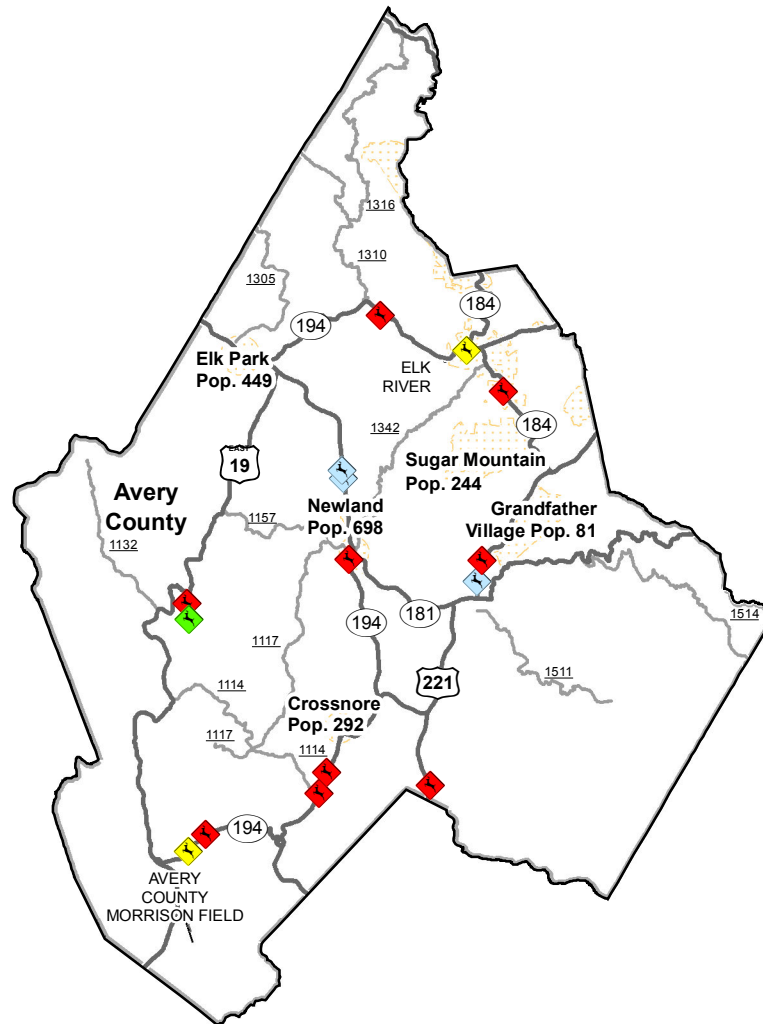 1316
1310
1305
184
194
ELK
RIVER
Elk Park
Pop. 449
184
1342
EAST
19
Sugar Mountain
Pop. 244
Avery
County
Newland
Pop. 698
Grandfather
Village Pop. 81
1157
1132
181
194
1514
1117
1511
221
1114
Crossnore
Pop. 292
1117
1114
194
AVERY
COUNTY
MORRISON FIELD